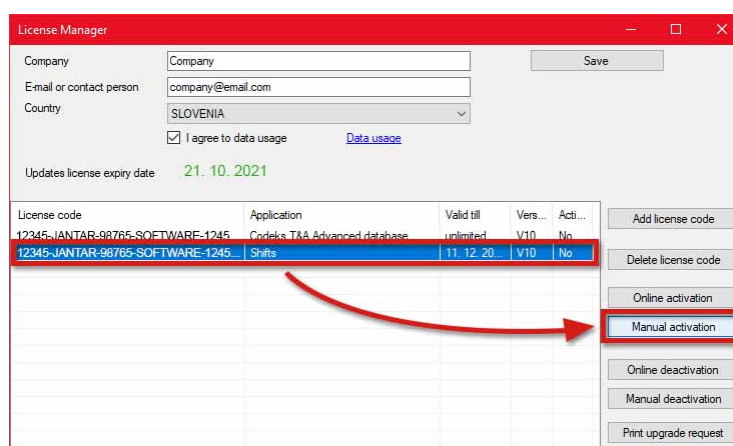 License Manager
Company Company Save
E-mail or contact person company@email.com
Country SLOVENIA
I agree to data usage Data usage
Updates license expiry date 21. 10. 2021
License code Application Valid till Vers... Acti...
12345-JANTAR-98765-SOFTWARE-1245 Codeks T&A Advanced database unlimited V10 No
12345-JANTAR-98765-SOFTWARE-1245... Shifts 11. 12. 20... V10 No
Add license code
Delete license code
Online activation
Manual activation
Online deactivation
Manual deactivation
Print upgrade request